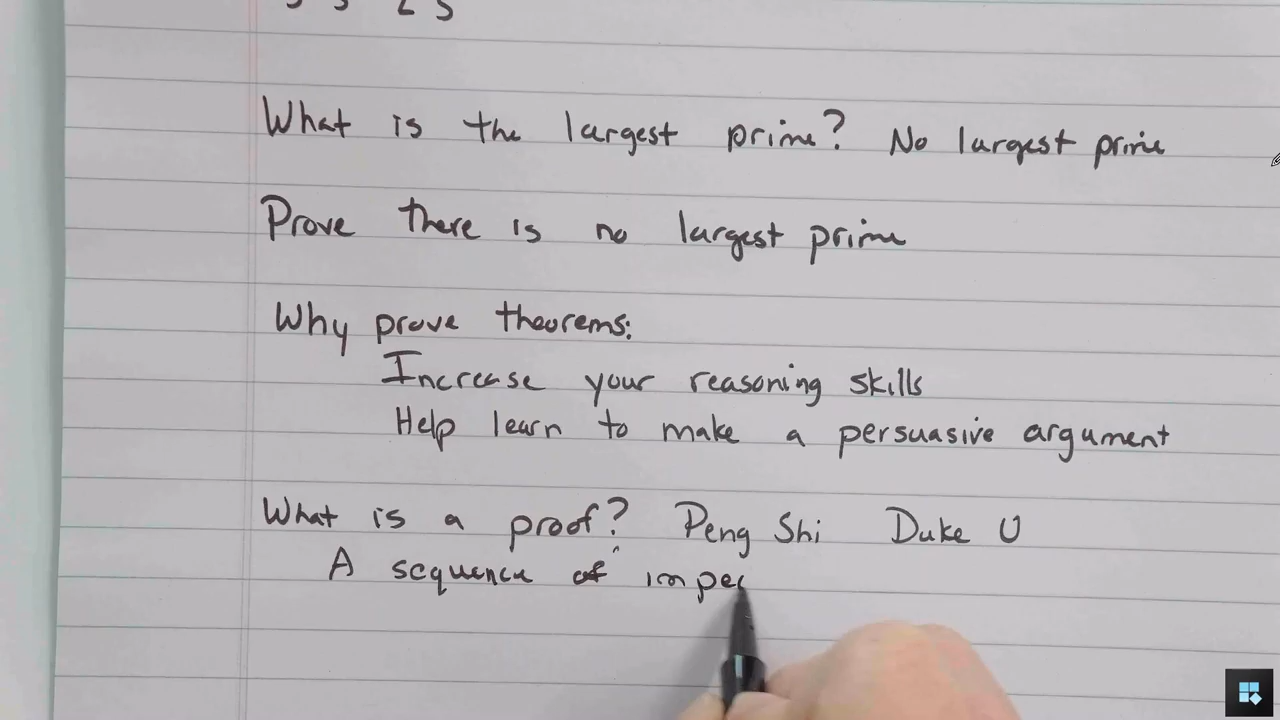 What is the largest prime? No largest prime
Prove there is no largest prime
Why prove theorems:
Increase your reasoning skills
Help learn to make a persuasive argument
What is a proof? Peng Shi Duke U
A sequence of impec